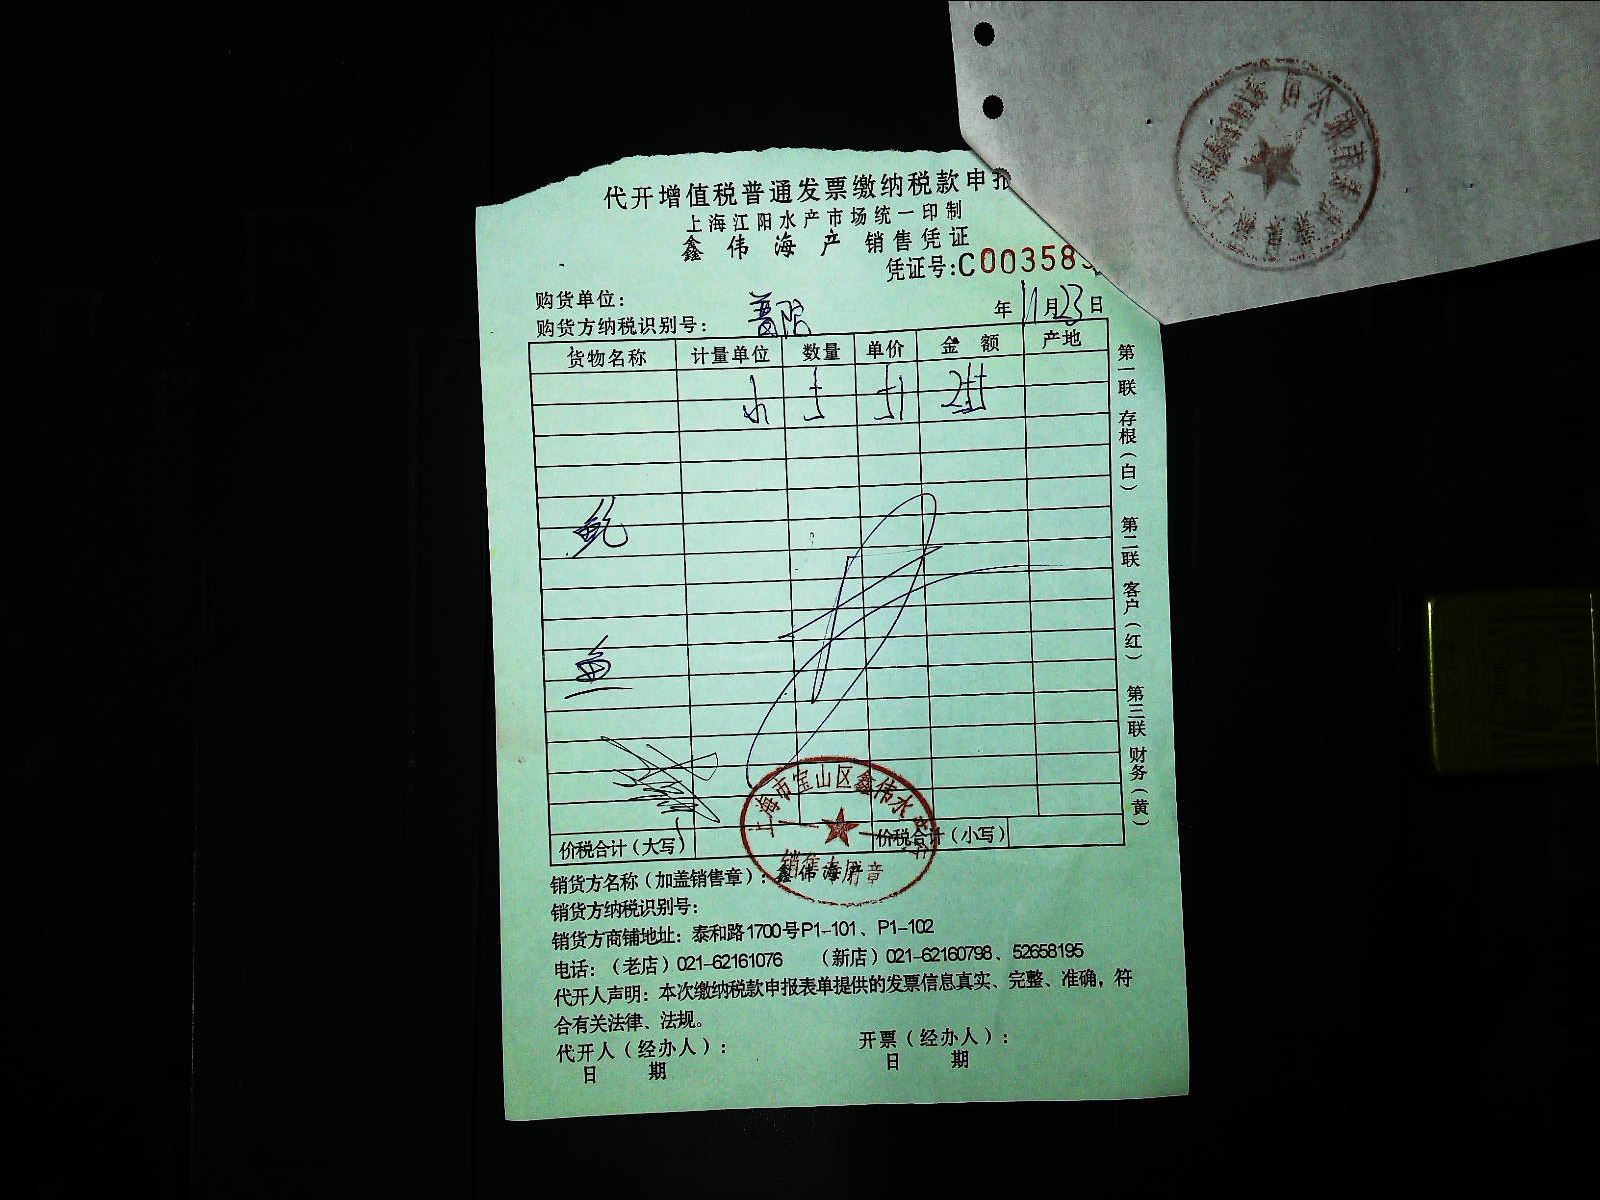 代开增值税普通发票缴纳税款申报
上海江阳水产市场统一印制
鑫伟海产 销售凭证
凭证号:C003585
购货单位：
年11月23日
购货方纳税识别号：
货物名称 计量单位 数量 单价 金额 产地
鲍
鱼
价税合计（大写） 价税合计（小写）
上海市宝山区鑫伟水
销售专用章
销货方名称（加盖销售章）：鑫伟海产
销货方纳税识别号：
销货方商铺地址：泰和路1700号P1-101、P1-102
电话：（老店）021-62161076 （新店）021-62160798、52658195
代开人声明：本次缴纳税款申报表单提供的发票信息真实、完整、准确，符
合有关法律、法规。
代开人（经办人）： 开票（经办人）：
日 期 日 期
第一联 存根（白） 第二联 客户（红） 第三联 财务（黄）